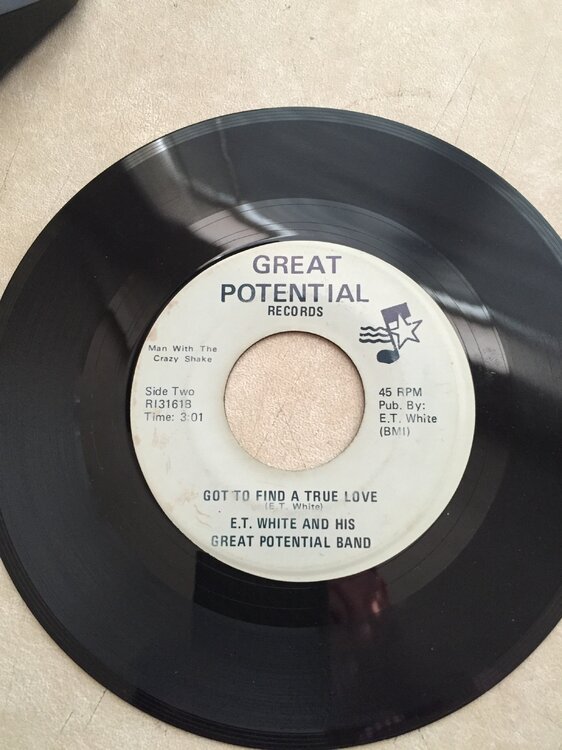 GREAT
POTENTIAL
RECORDS
Man With The
Crazy Shake
Side Two
RI3161B
Time: 3:01
45 RPM
Pub. By:
E.T. White
(BMI)
GOT TO FIND A TRUE LOVE
(E.T. White)
E.T. WHITE AND HIS
GREAT POTENTIAL BAND